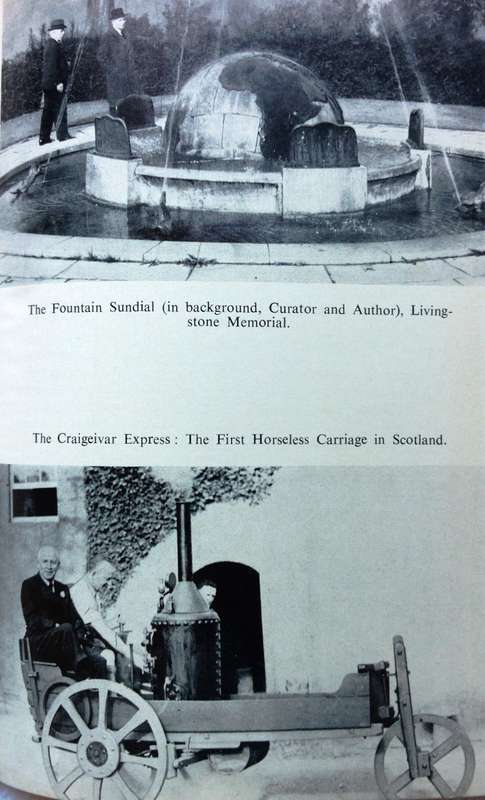 The Fountain Sundial (in background, Curator and Author), Living-
stone Memorial.
The Craigeivar Express : The First Horseless Carriage in Scotland.